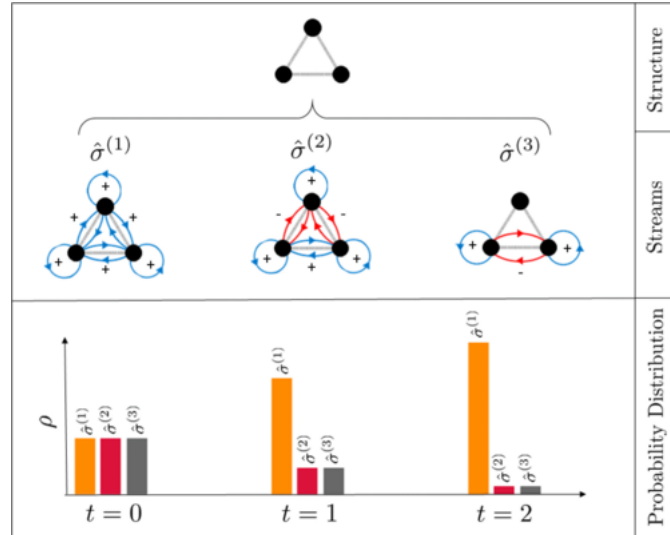 Structure
σ̂⁽¹⁾ σ̂⁽²⁾ σ̂⁽³⁾
+ + + + + + +
+ - - + + +
+ + -
Streams
ρ
σ̂⁽¹⁾ σ̂⁽²⁾ σ̂⁽³⁾
σ̂⁽¹⁾ σ̂⁽²⁾ σ̂⁽³⁾
σ̂⁽¹⁾ σ̂⁽²⁾ σ̂⁽³⁾
t = 0 t = 1 t = 2
Probability Distribution